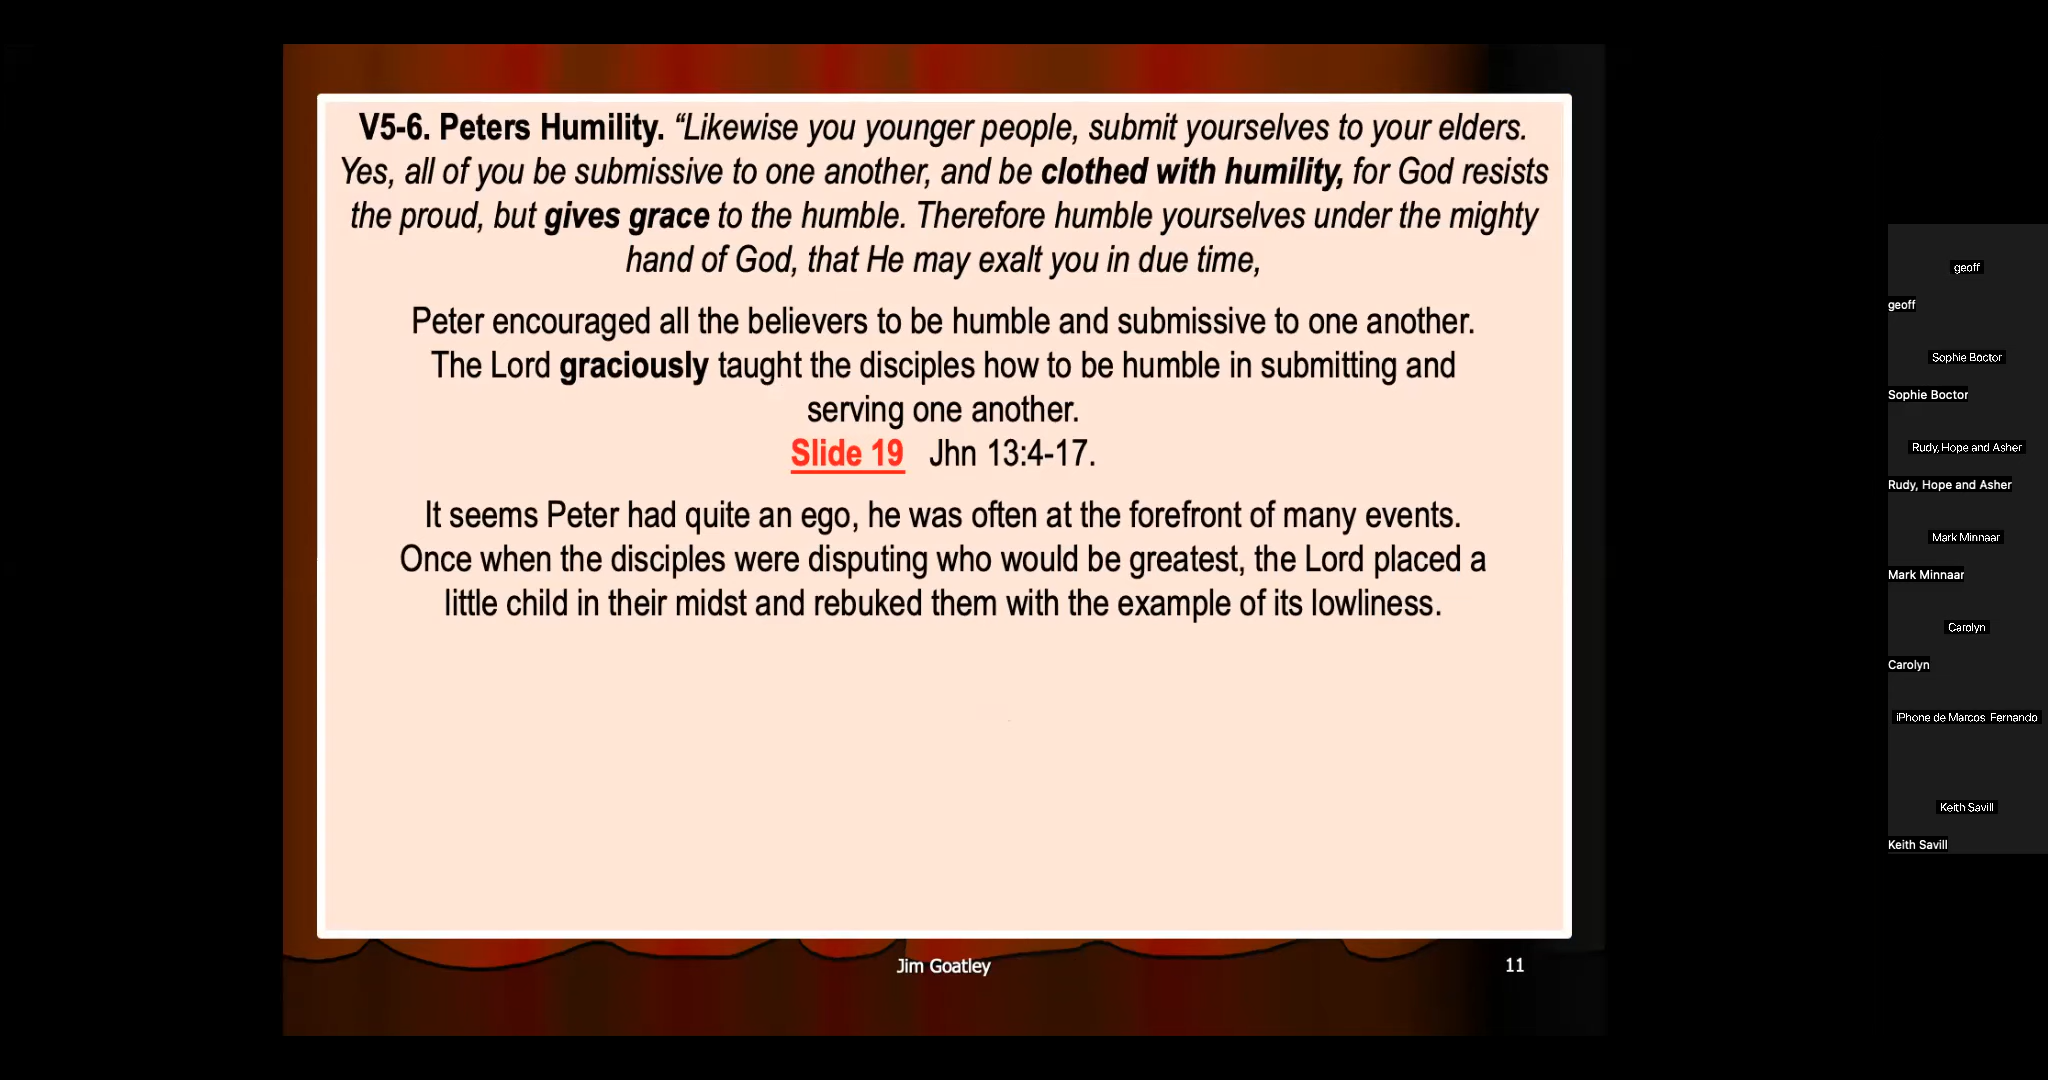 V5-6. Peters Humility. “Likewise you younger people, submit yourselves to your elders.
Yes, all of you be submissive to one another, and be clothed with humility, for God resists
the proud, but gives grace to the humble. Therefore humble yourselves under the mighty
hand of God, that He may exalt you in due time,
Peter encouraged all the believers to be humble and submissive to one another.
The Lord graciously taught the disciples how to be humble in submitting and
serving one another.
Slide 19 Jhn 13:4-17.
It seems Peter had quite an ego, he was often at the forefront of many events.
Once when the disciples were disputing who would be greatest, the Lord placed a
little child in their midst and rebuked them with the example of its lowliness.
Jim Goatley
11
geoff
geoff
Sophie Boctor
Sophie Boctor
Rudy, Hope and Asher
Rudy, Hope and Asher
Mark Minnaar
Mark Minnaar
Carolyn
Carolyn
iPhone de Marcos Fernando
Keith Savill
Keith Savill